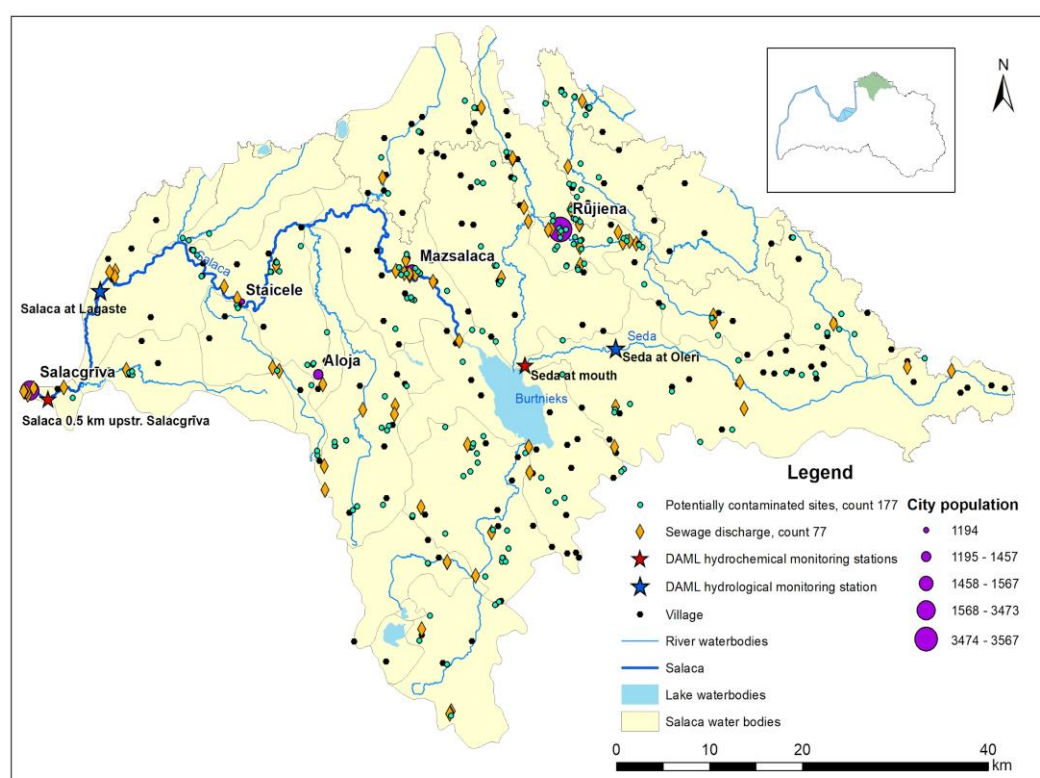 N
Rūjiena
Mazsalaca
Salaca
Staicele
Salaca at Lagaste
Seda
Seda at Oleri
Aloja
Salacgrīva
Seda at mouth
Burtnieks
Salaca 0.5 km upstr. Salacgrīva
Legend
Potentially contaminated sites, count 177
Sewage discharge, count 77
DAML hydrochemical monitoring stations
DAML hydrological monitoring station
Village
River waterbodies
Salaca
Lake waterbodies
Salaca water bodies
City population
1194
1195 - 1457
1458 - 1567
1568 - 3473
3474 - 3567
0 10 20 40
km